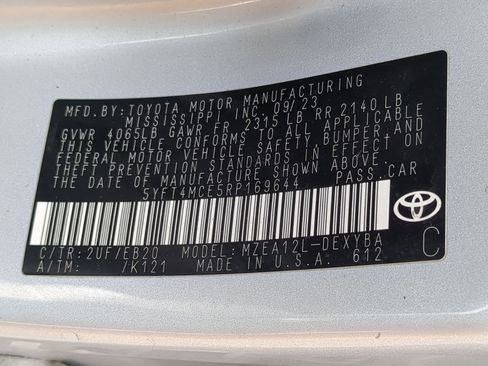 MFD.BY:TOYOTA MOTOR MANUFACTURING
MISSISSIPPI INC. 09/23
GVWR 4065LB GAWR FR 2315 LB RR 2140 LB
THIS VEHICLE CONFORMS TO ALL APPLICABLE
FEDERAL MOTOR VEHICLE SAFETY, BUMPER, AND
THEFT PREVENTION STANDARDS IN EFFECT ON
THE DATE OF MANUFACTURE SHOWN ABOVE.
5YFT4MCE5RP169644 PASS.CAR
C/TR:2UF/EB20 MODEL:MZEA12L-DEXYBA
A/TM: /K121 MADE IN U.S.A. 612
C